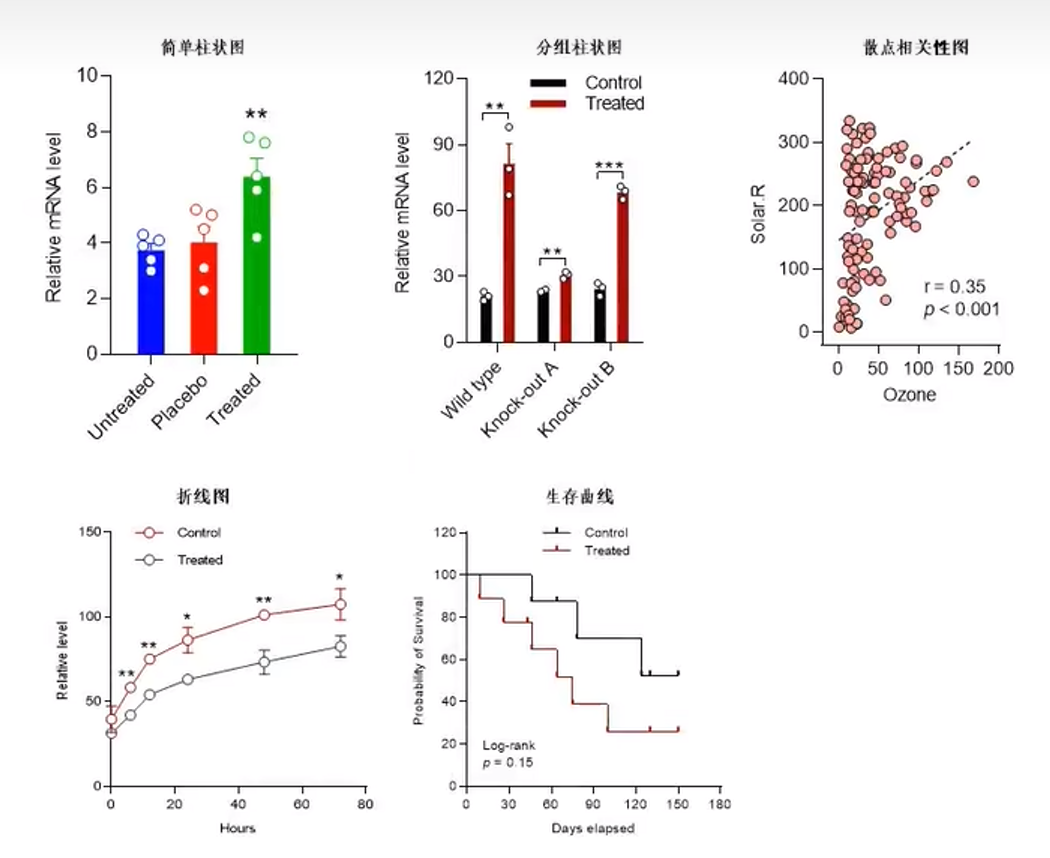 简单柱状图
10
8
6
4
2
0
Relative mRNA level
**
Untreated
Placebo
Treated
分组柱状图
120
90
60
30
0
Relative mRNA level
Control
Treated
**
**
***
Wild type
Knock-out A
Knock-out B
散点相关性图
400
300
200
100
0
Solar.R
r = 0.35
p < 0.001
0 50 100 150 200
Ozone
折线图
150
100
50
0
Relative level
Control
Treated
**
**
*
**
*
0 20 40 60 80
Hours
生存曲线
120
100
80
60
40
20
0
Probability of Survival
Control
Treated
Log-rank
p = 0.15
0 30 60 90 120 150 180
Days elapsed